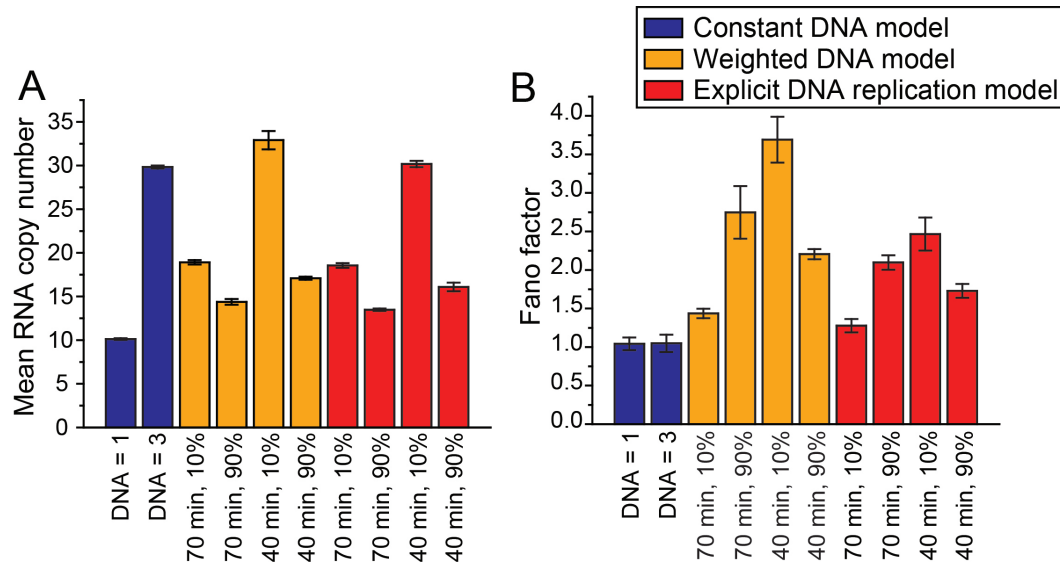 Constant DNA model
Weighted DNA model
Explicit DNA replication model
A
Mean RNA copy number
35
30
25
20
15
10
5
0
DNA = 1
DNA = 3
70 min, 10%
70 min, 90%
40 min, 10%
40 min, 90%
70 min, 10%
70 min, 90%
40 min, 10%
40 min, 90%
B
Fano factor
4.0
3.5
3.0
2.5
2.0
1.5
1.0
0.5
0.0
DNA = 1
DNA = 3
70 min, 10%
70 min, 90%
40 min, 10%
40 min, 90%
70 min, 10%
70 min, 90%
40 min, 10%
40 min, 90%